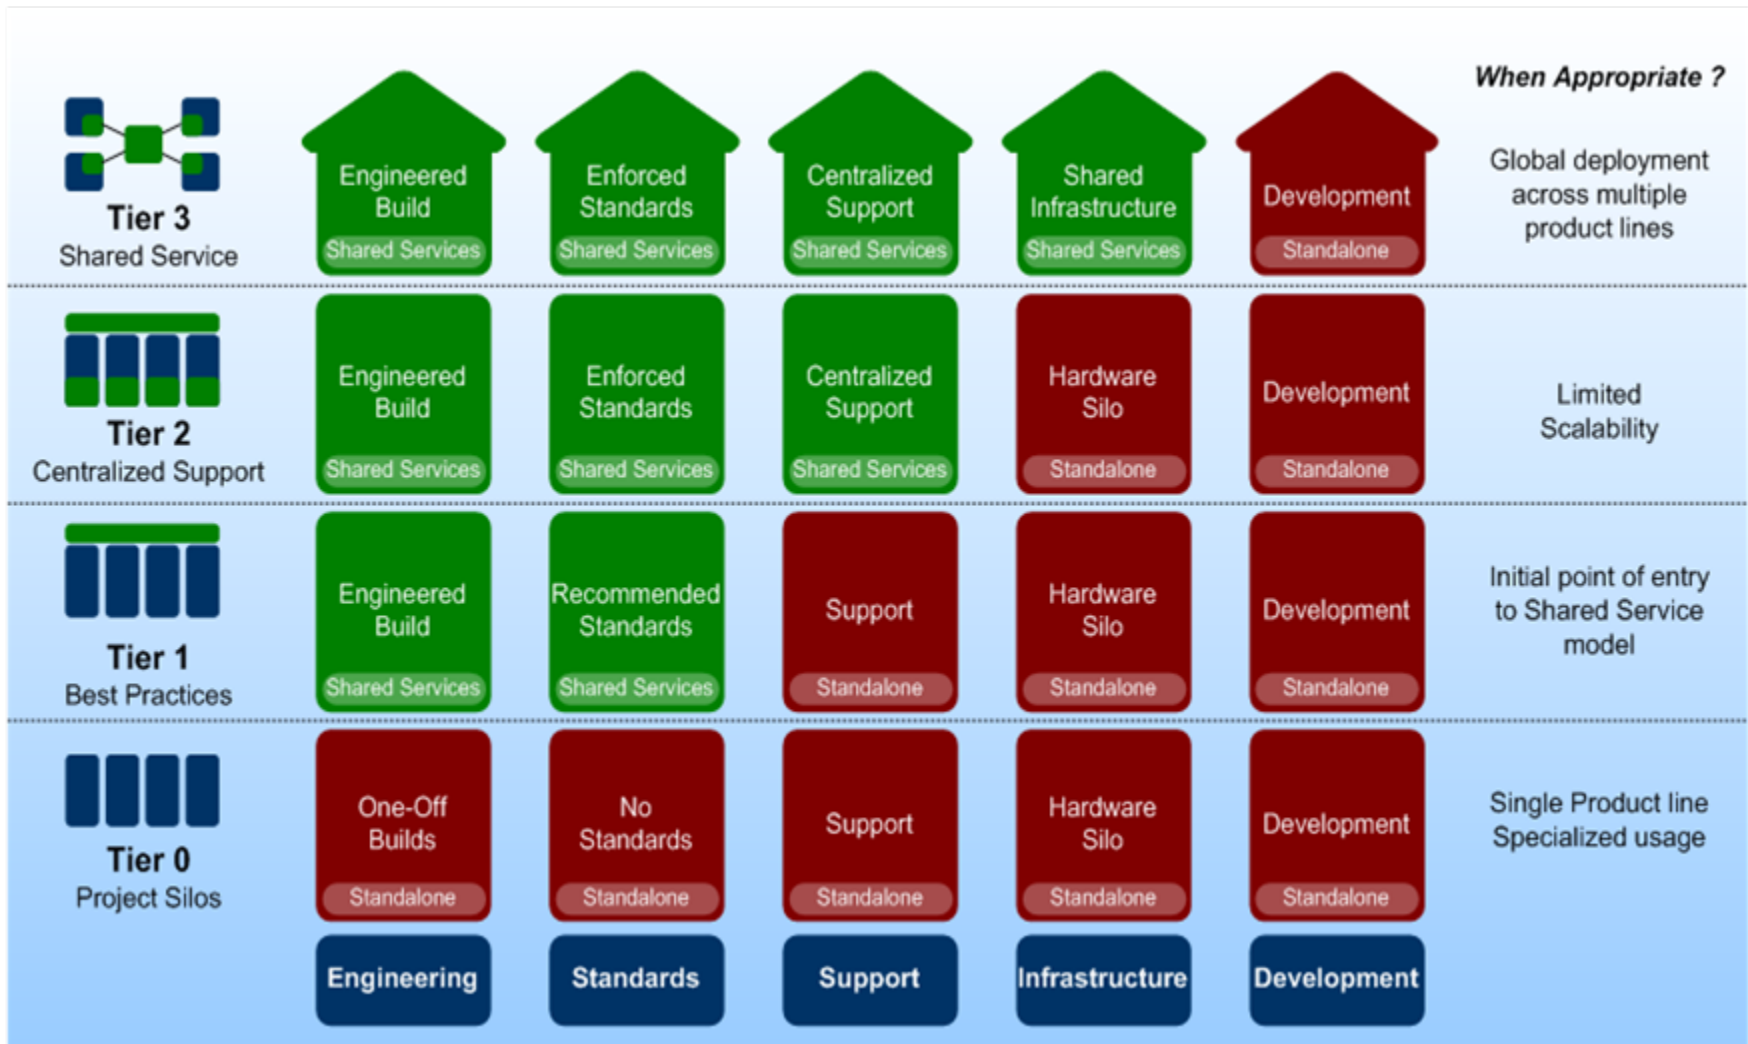 When Appropriate ?
Tier 3
Shared Service
Engineered
Build
Shared Services
Enforced
Standards
Shared Services
Centralized
Support
Shared Services
Shared
Infrastructure
Shared Services
Development
Standalone
Global deployment
across multiple
product lines
Tier 2
Centralized Support
Engineered
Build
Shared Services
Enforced
Standards
Shared Services
Centralized
Support
Shared Services
Hardware
Silo
Standalone
Development
Standalone
Limited
Scalability
Tier 1
Best Practices
Engineered
Build
Shared Services
Recommended
Standards
Shared Services
Support
Standalone
Hardware
Silo
Standalone
Development
Standalone
Initial point of entry
to Shared Service
model
Tier 0
Project Silos
One-Off
Builds
Standalone
No
Standards
Standalone
Support
Standalone
Hardware
Silo
Standalone
Development
Standalone
Single Product line
Specialized usage
Engineering
Standards
Support
Infrastructure
Development